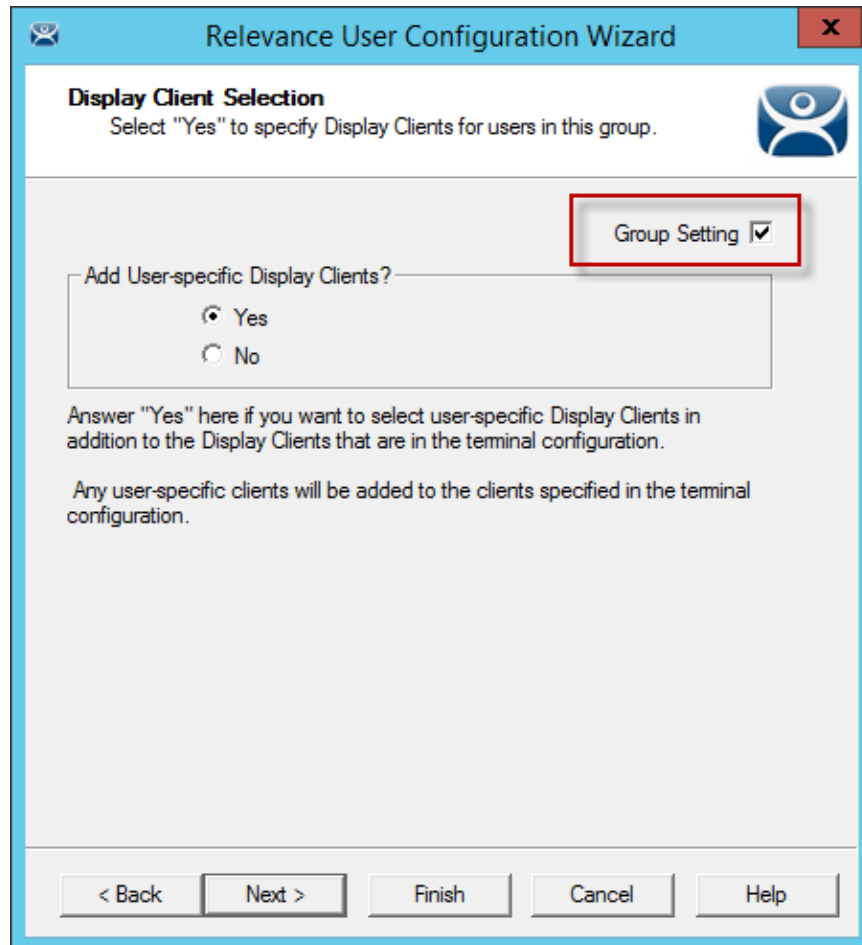 Relevance User Configuration Wizard
x
Display Client Selection
Select "Yes" to specify Display Clients for users in this group.
Group Setting
Add User-specific Display Clients?
Yes
No
Answer "Yes" here if you want to select user-specific Display Clients in
addition to the Display Clients that are in the terminal configuration.
Any user-specific clients will be added to the clients specified in the terminal
configuration.
< Back Next > Finish Cancel Help